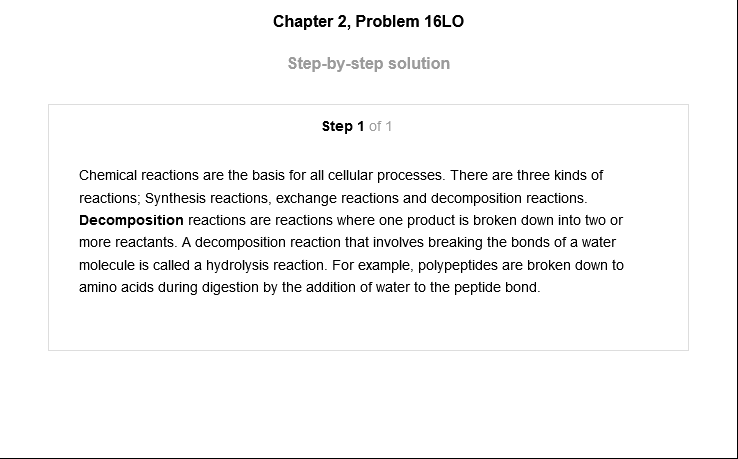 Chapter 2, Problem 16LO
Step-by-step solution
Step 1 of 1
Chemical reactions are the basis for all cellular processes. There are three kinds of
reactions; Synthesis reactions, exchange reactions and decomposition reactions.
Decomposition reactions are reactions where one product is broken down into two or
more reactants. A decomposition reaction that involves breaking the bonds of a water
molecule is called a hydrolysis reaction. For example, polypeptides are broken down to
amino acids during digestion by the addition of water to the peptide bond.